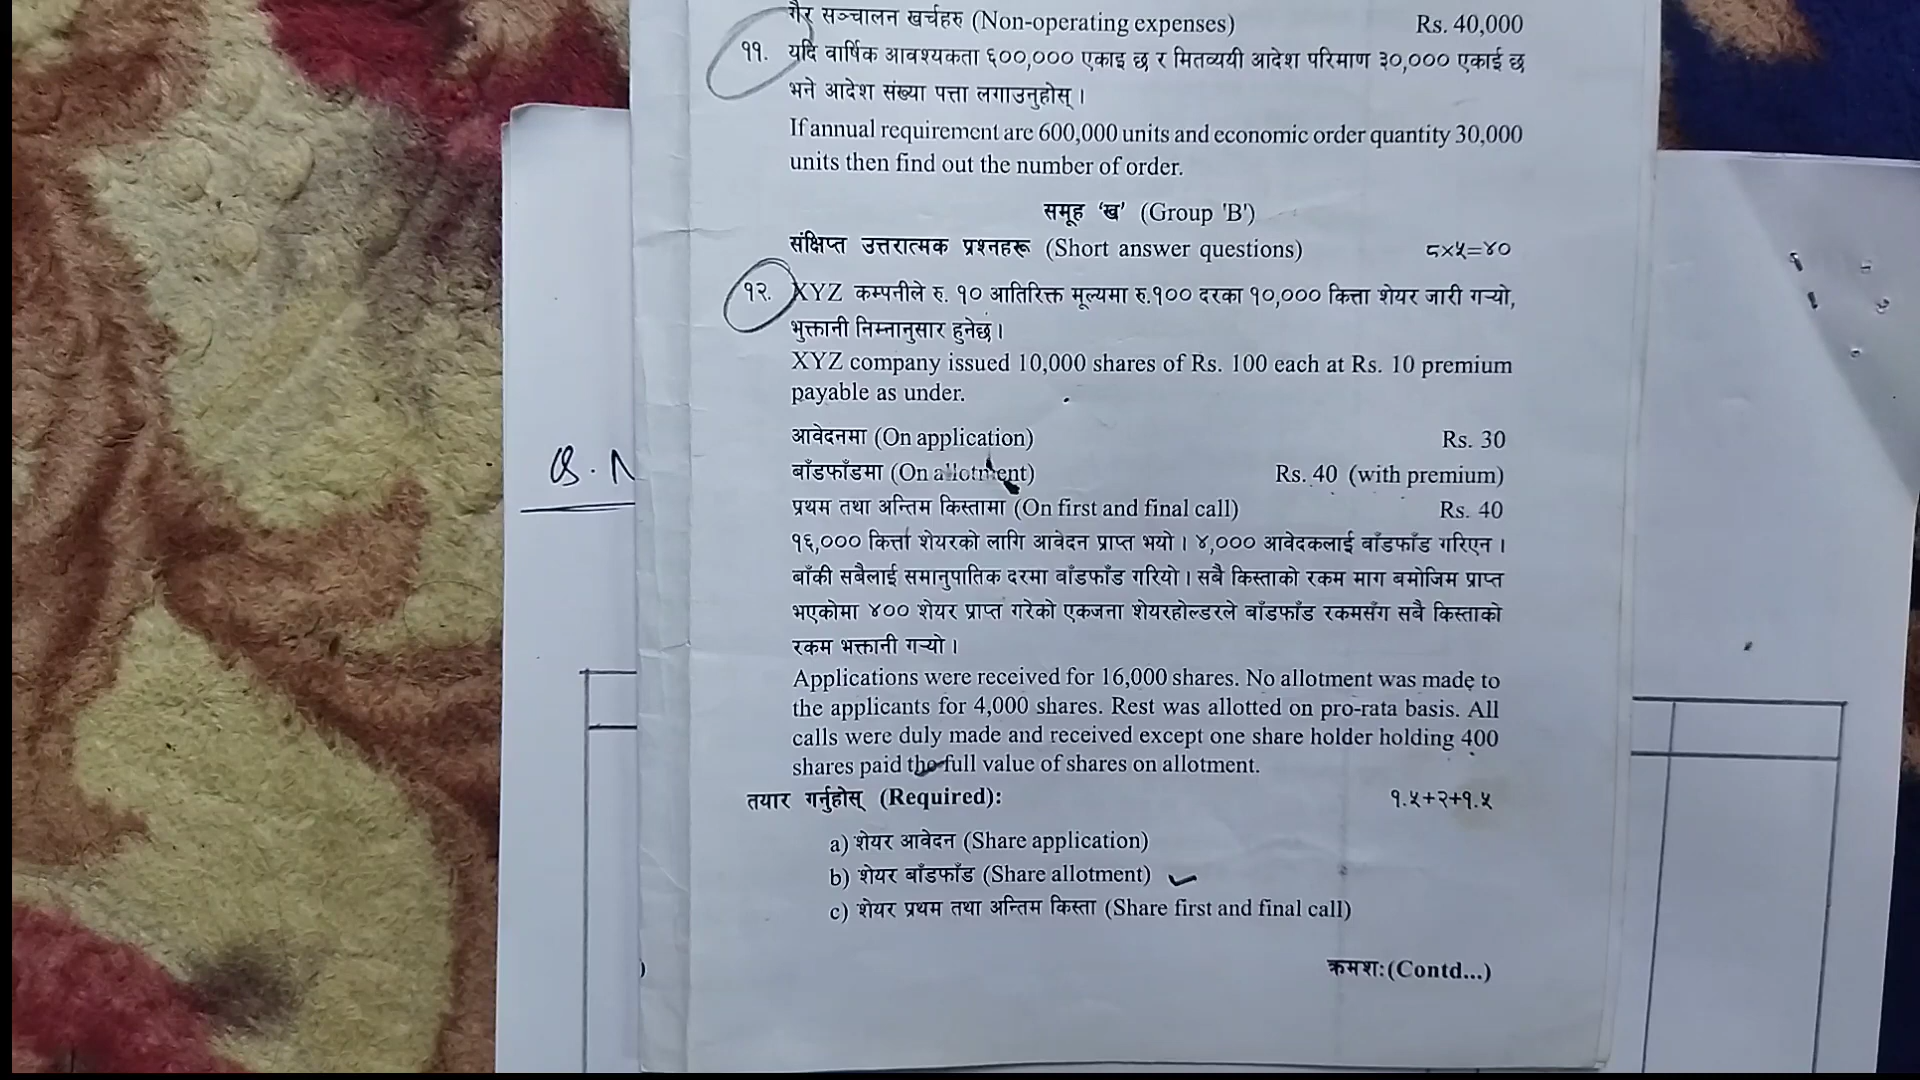 गैर सञ्चालन खर्चहरु (Non-operating expenses) Rs. 40,000
११. यदि वार्षिक आवश्यकता ६००,००० एकाइ छ र मितव्ययी आदेश परिमाण ३०,००० एकाई छ
भने आदेश संख्या पत्ता लगाउनुहोस् ।
If annual requirement are 600,000 units and economic order quantity 30,000
units then find out the number of order.
समूह ‘ख’ (Group 'B')
संक्षिप्त उत्तरात्मक प्रश्नहरू (Short answer questions) ८×५=४०
१२. XYZ कम्पनीले रु. १० आतिरिक्त मूल्यमा रु.१०० दरका १०,००० कित्ता शेयर जारी गऱ्यो,
भुक्तानी निम्नानुसार हुनेछ ।
XYZ company issued 10,000 shares of Rs. 100 each at Rs. 10 premium
payable as under.
आवेदनमा (On application) Rs. 30
बाँडफाँडमा (On allotment) Rs. 40 (with premium)
प्रथम तथा अन्तिम किस्तामा (On first and final call) Rs. 40
Q. N
१६,००० कित्ता शेयरको लागि आवेदन प्राप्त भयो । ४,००० आवेदकलाई बाँडफाँड गरिएन ।
बाँकी सबैलाई समानुपातिक दरमा बाँडफाँड गरियो । सबै किस्ताको रकम माग बमोजिम प्राप्त
भएकोमा ४०० शेयर प्राप्त गरेको एकजना शेयरहोल्डरले बाँडफाँड रकमसँग सबै किस्ताको
रकम भक्तानी गऱ्यो ।
Applications were received for 16,000 shares. No allotment was made to
the applicants for 4,000 shares. Rest was allotted on pro-rata basis. All
calls were duly made and received except one share holder holding 400
shares paid the full value of shares on allotment.
तयार गर्नुहोस् (Required): १.५+२+१.५
a) शेयर आवेदन (Share application)
b) शेयर बाँडफाँड (Share allotment)
c) शेयर प्रथम तथा अन्तिम किस्ता (Share first and final call)
क्रमशः (Contd...)